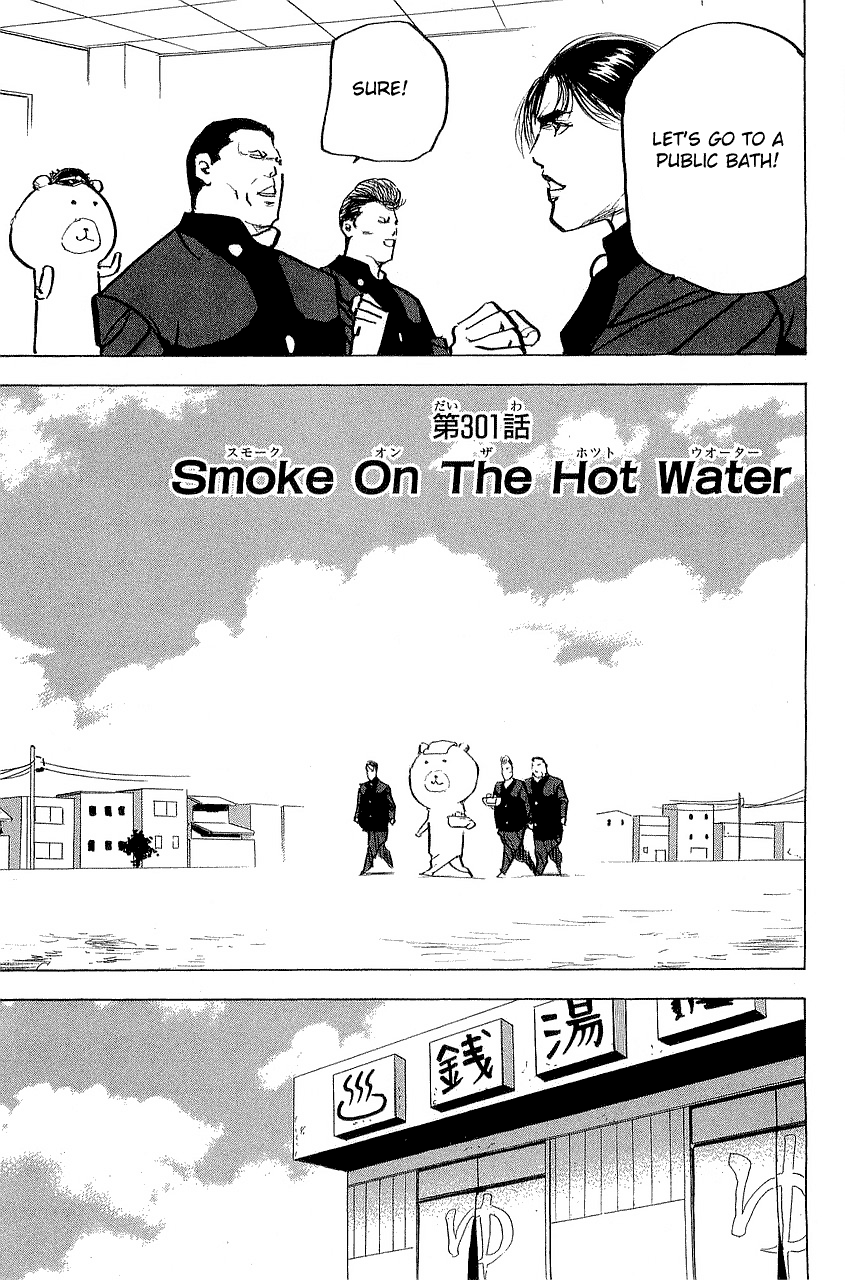 LET'S GO TO A
PUBLIC BATH!
SURE!
だい わ
第301話
スモーク オン ザ ホツト ウオーター
Smoke On The Hot Water
銭湯
ゆ
ゆ